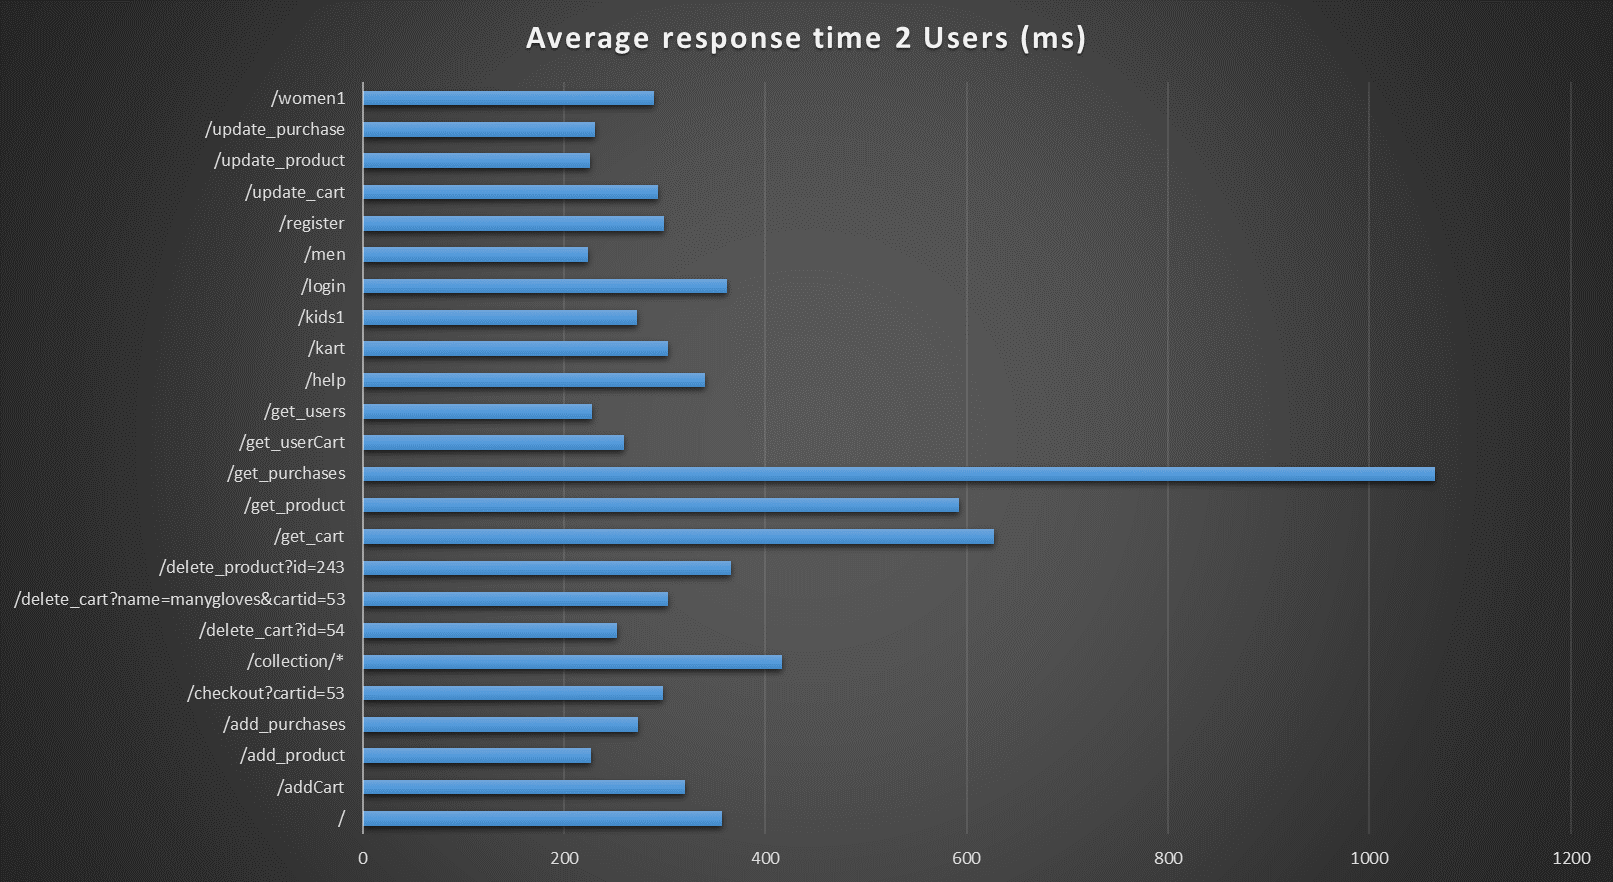 Average response time 2 Users (ms)
/women1
/update_purchase
/update_product
/update_cart
/register
/men
/login
/kids1
/kart
/help
/get_users
/get_userCart
/get_purchases
/get_product
/get_cart
/delete_product?id=243
/delete_cart?name=manygloves&cartid=53
/delete_cart?id=54
/collection/*
/checkout?cartid=53
/add_purchases
/add_product
/addCart
/
0 200 400 600 800 1000 1200